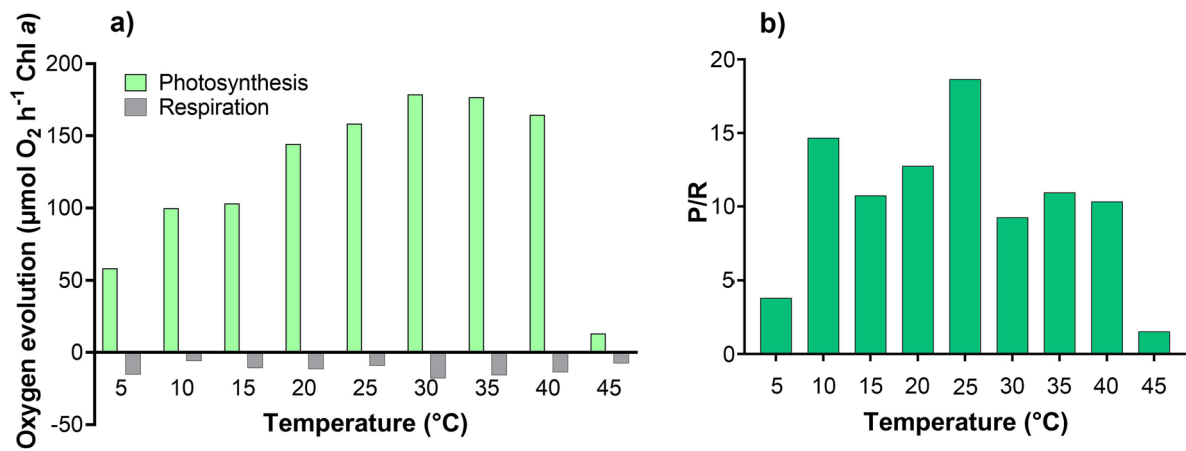 a)
Oxygen evolution (µmol O₂ h⁻¹ Chl a)
200
150
100
50
0
-50
Photosynthesis
Respiration
5 10 15 20 25 30 35 40 45
Temperature (°C)
b)
P/R
20
15
10
5
0
5 10 15 20 25 30 35 40 45
Temperature (°C)